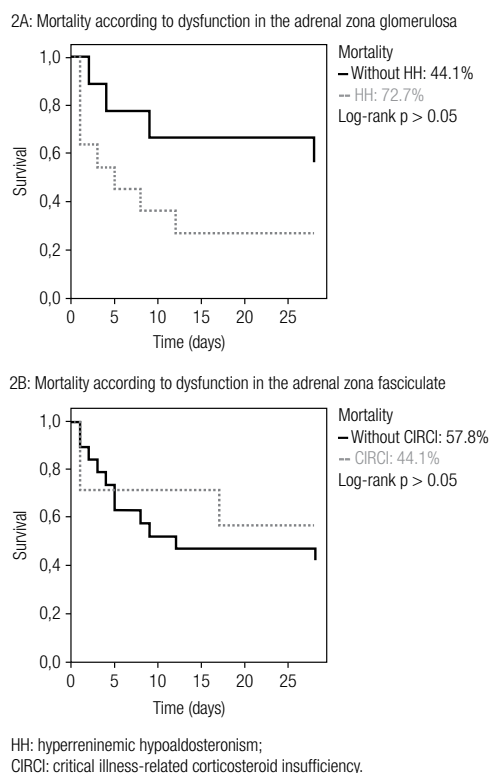 2A: Mortality according to dysfunction in the adrenal zona glomerulosa
Mortality
Without HH: 44.1%
HH: 72.7%
Log-rank p > 0.05
Survival
1,0
0,8
0,6
0,4
0,2
0,0
0 5 10 15 20 25
Time (days)
2B: Mortality according to dysfunction in the adrenal zona fasciculate
Mortality
Without CIRCI: 57.8%
CIRCI: 44.1%
Log-rank p > 0.05
Survival
1,0
0,8
0,6
0,4
0,2
0,0
0 5 10 15 20 25
Time (days)
HH: hyperreninemic hypoaldosteronism;
CIRCI: critical illness-related corticosteroid insufficiency.